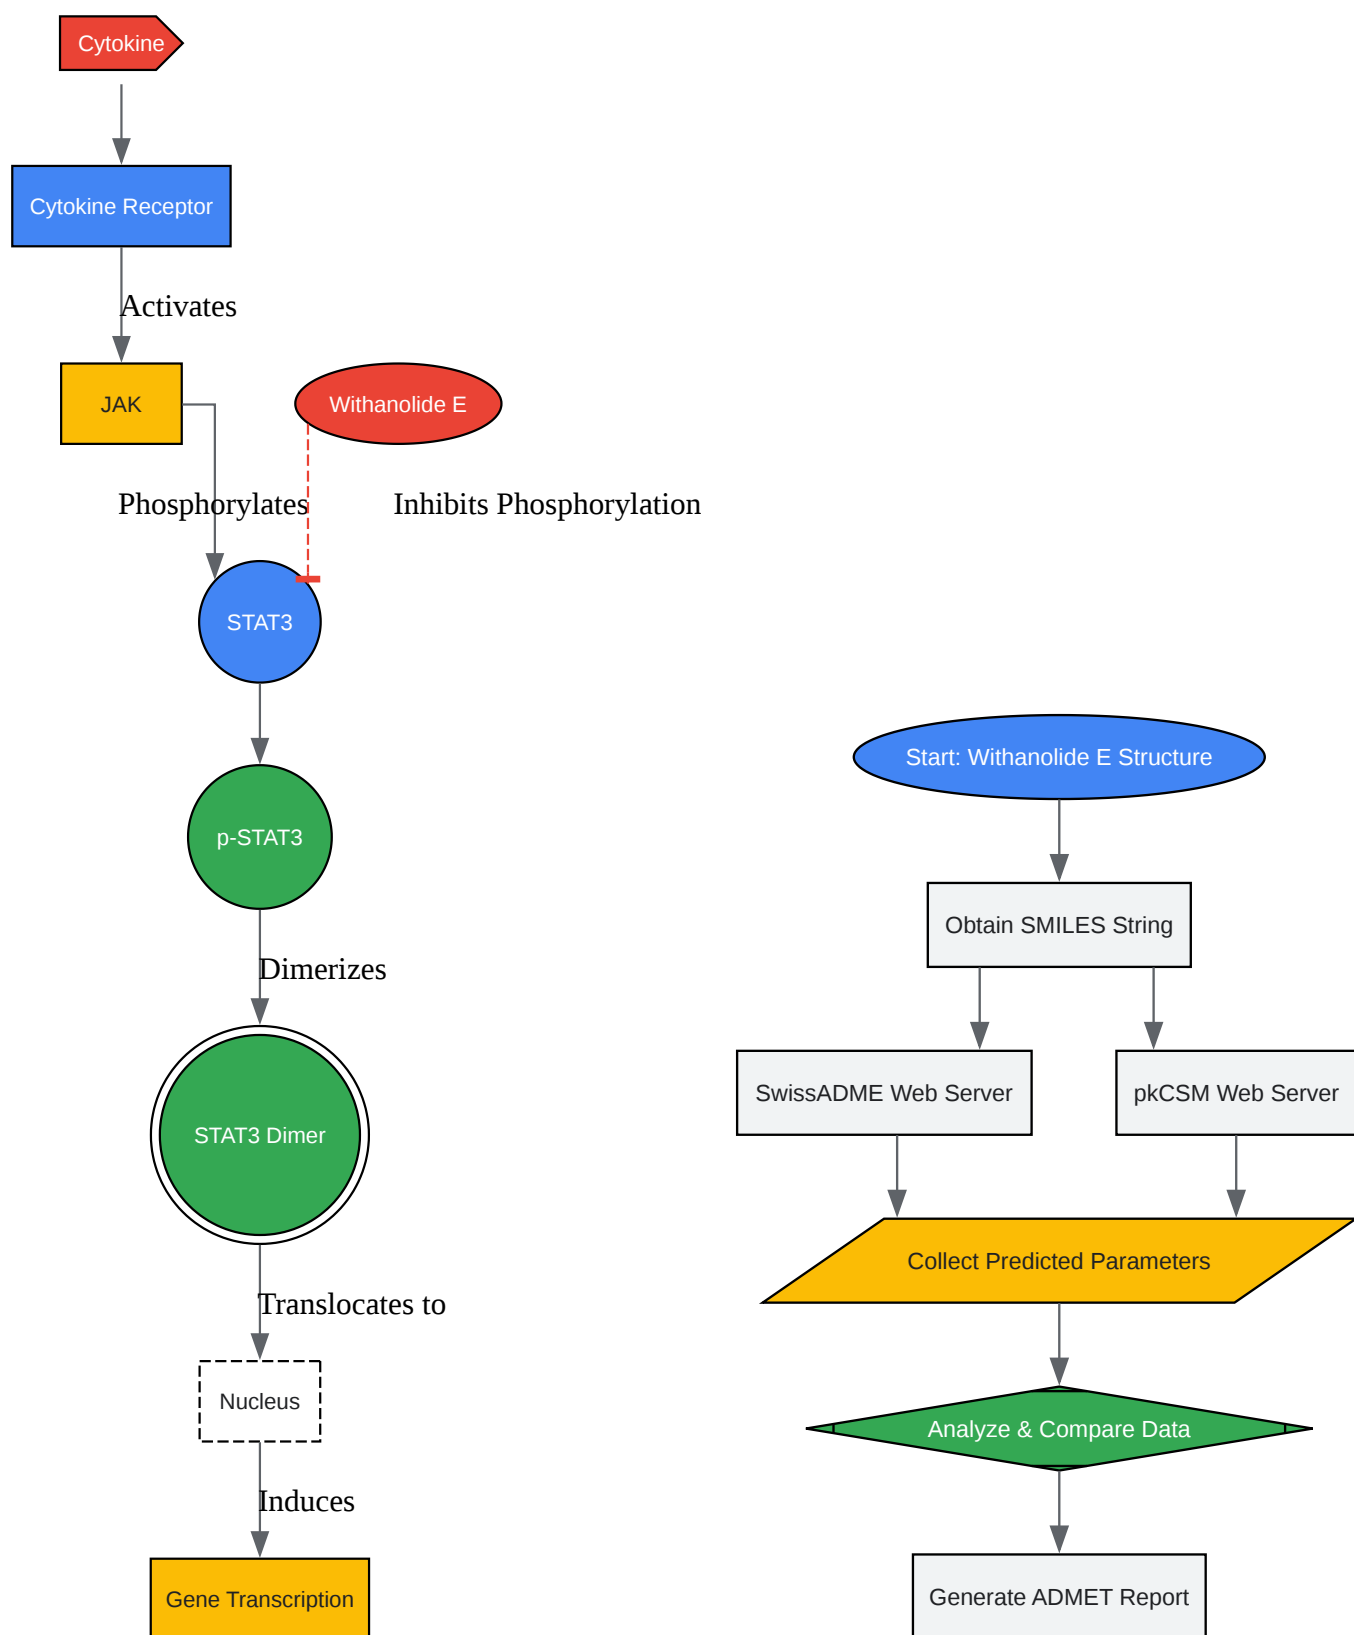 Cytokine
Cytokine Receptor
Activates
JAK
Withanolide E
Phosphorylates
Inhibits Phosphorylation
STAT3
p-STAT3
Dimerizes
STAT3 Dimer
Translocates to
Nucleus
Induces
Gene Transcription
Start: Withanolide E Structure
Obtain SMILES String
SwissADME Web Server
pkCSM Web Server
Collect Predicted Parameters
Analyze & Compare Data
Generate ADMET Report